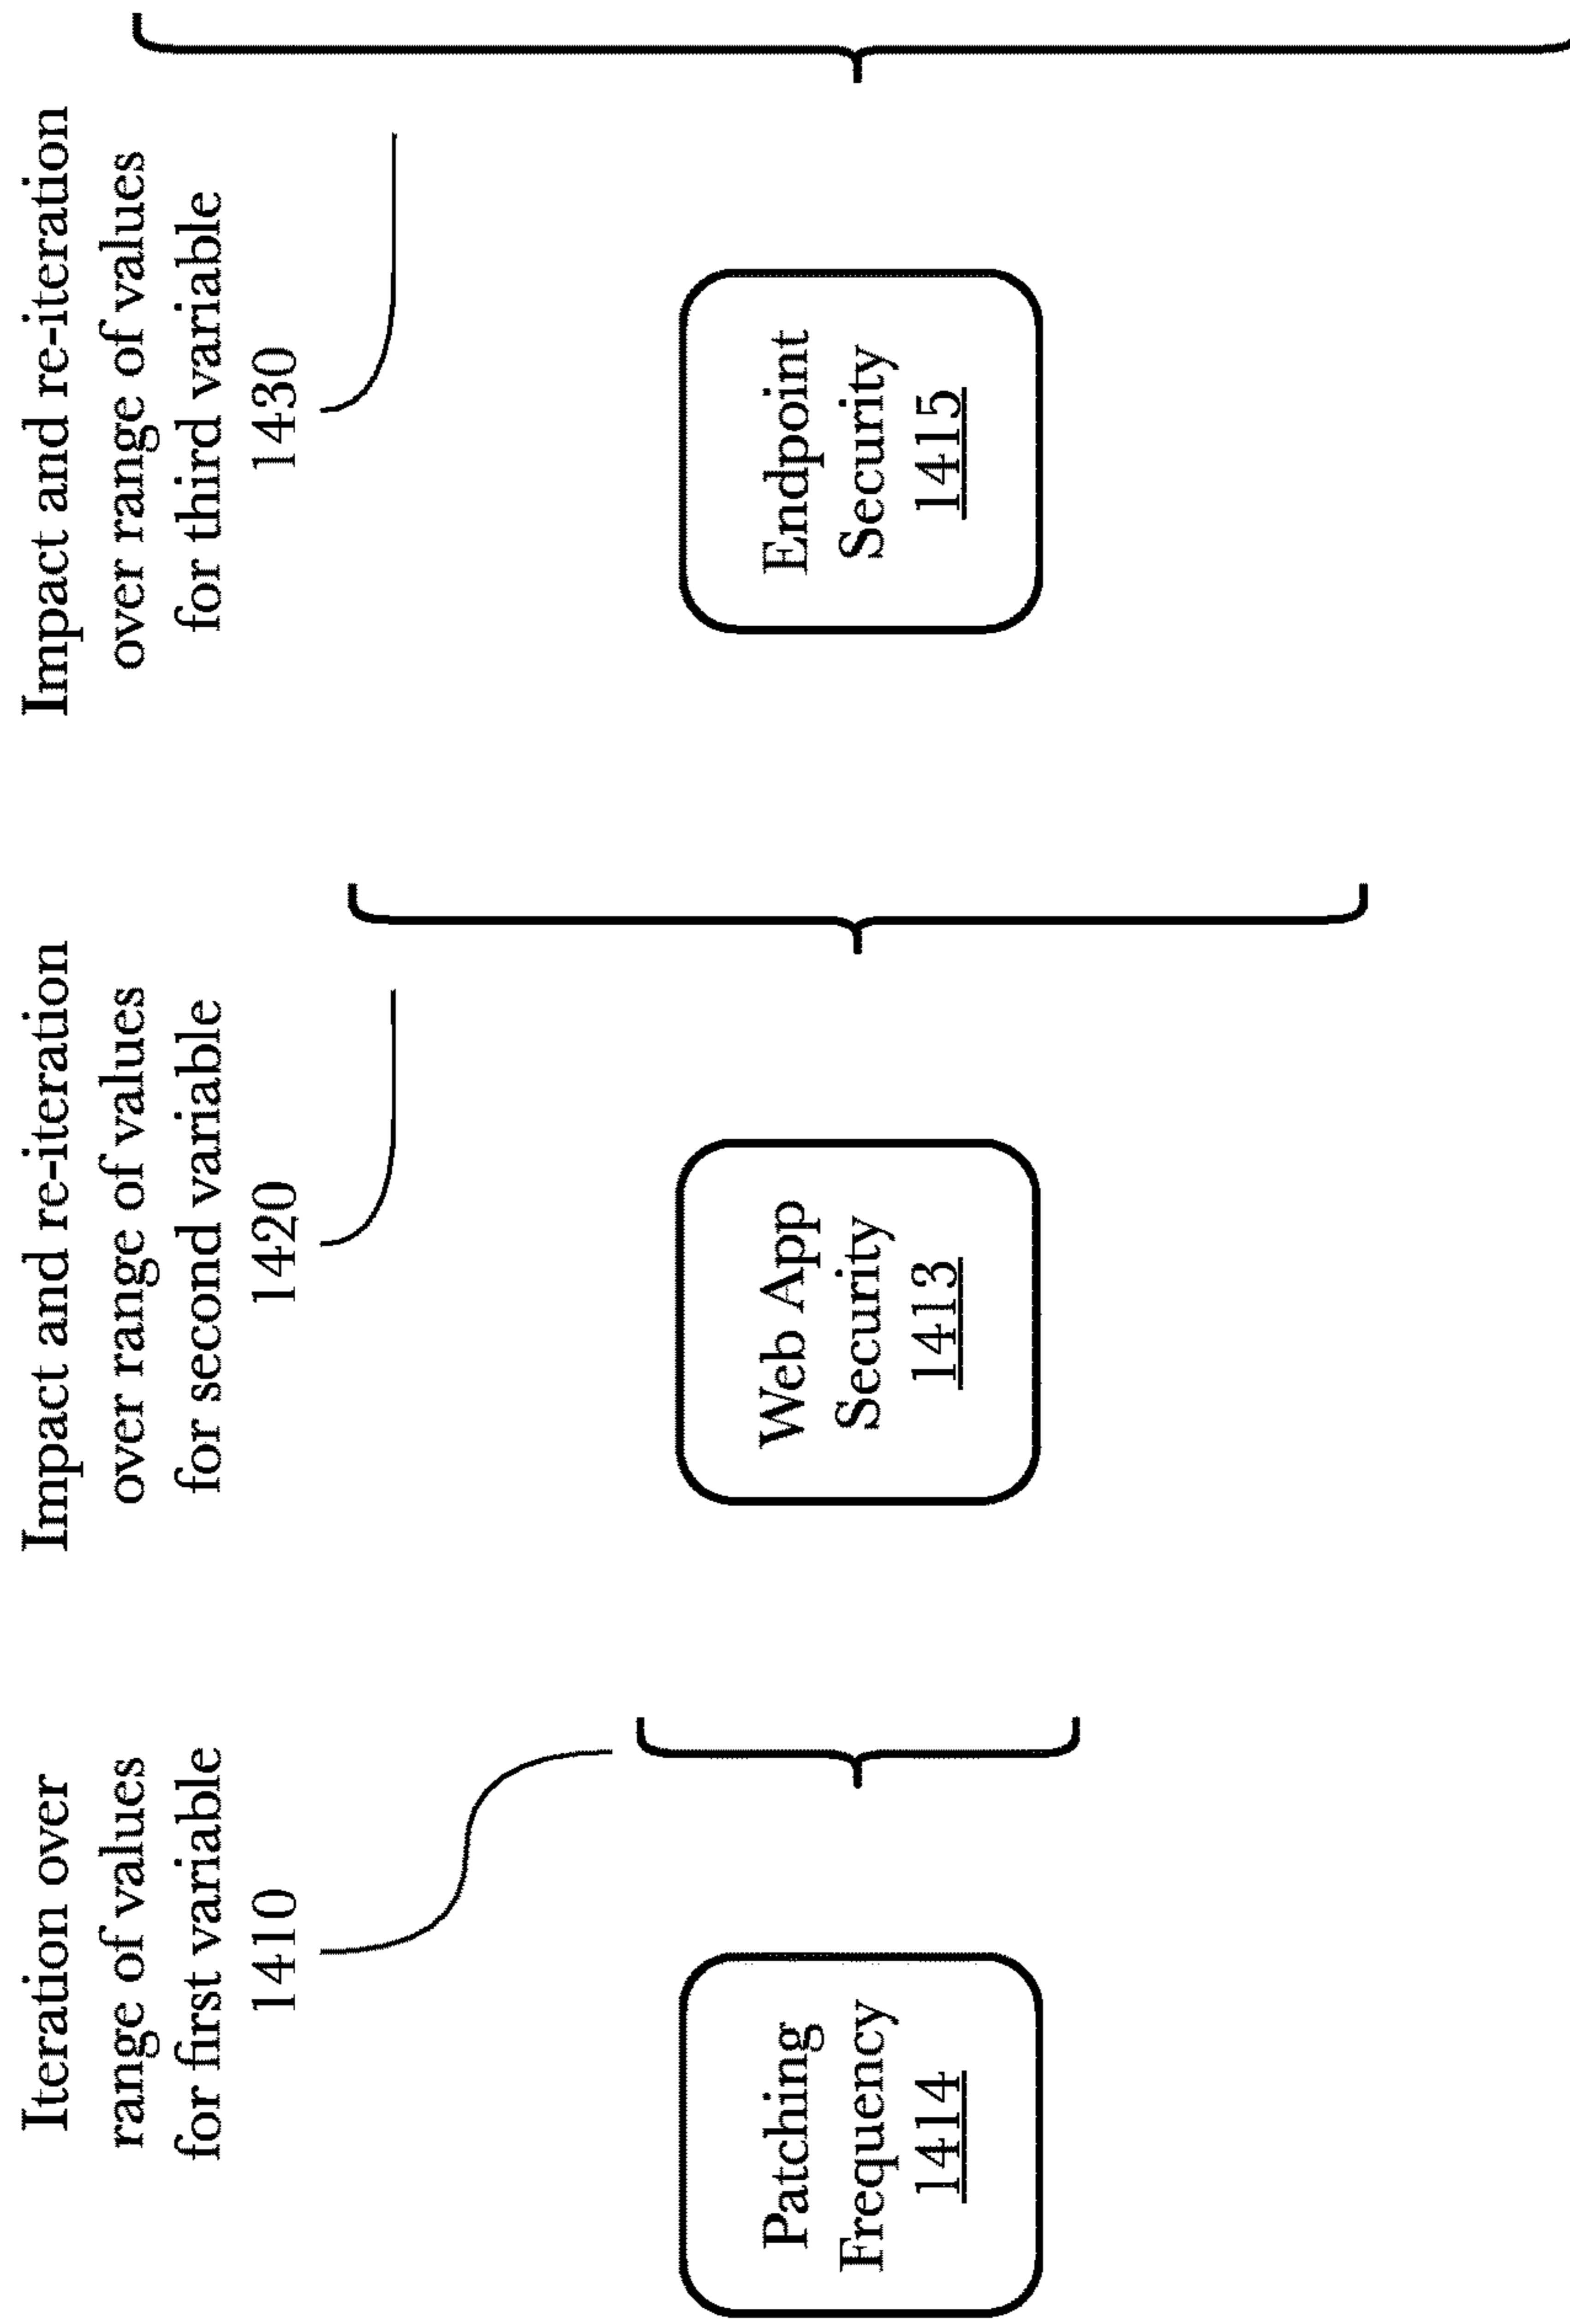 Iteration over
range of values
for first variable
1410
Impact and re-iteration
over range of values
for second variable
1420
Impact and re-iteration
over range of values
for third variable
1430
Patching
Frequency
1414
Web App
Security
1413
Endpoint
Security
1415